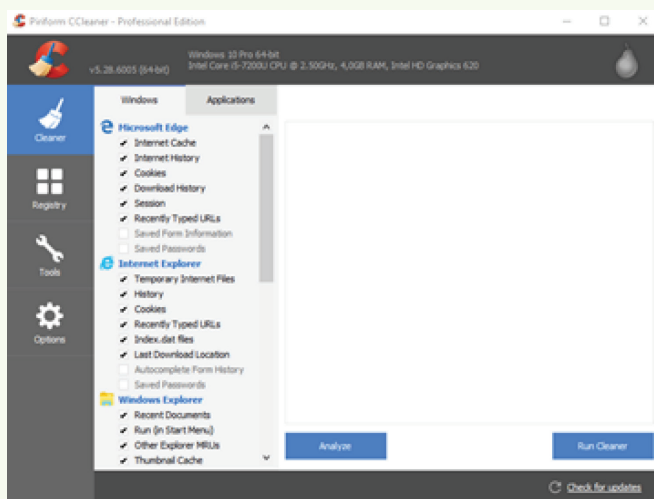 Piriform CCleaner - Professional Edition
v5.28.6005 (64-bit)
Windows 10 Pro 64-bit
Intel Core i5-7200U CPU @ 2.50GHz, 4,0GB RAM, Intel HD Graphics 620
Cleaner
Registry
Tools
Options
Windows Applications
Microsoft Edge
Internet Cache
Internet History
Cookies
Download History
Session
Recently Typed URLs
Saved Form Information
Saved Passwords
Internet Explorer
Temporary Internet Files
History
Cookies
Recently Typed URLs
Index.dat files
Last Download Location
Autocomplete Form History
Saved Passwords
Windows Explorer
Recent Documents
Run (in Start Menu)
Other Explorer MRUs
Thumbnail Cache
Analyze
Run Cleaner
Check for updates